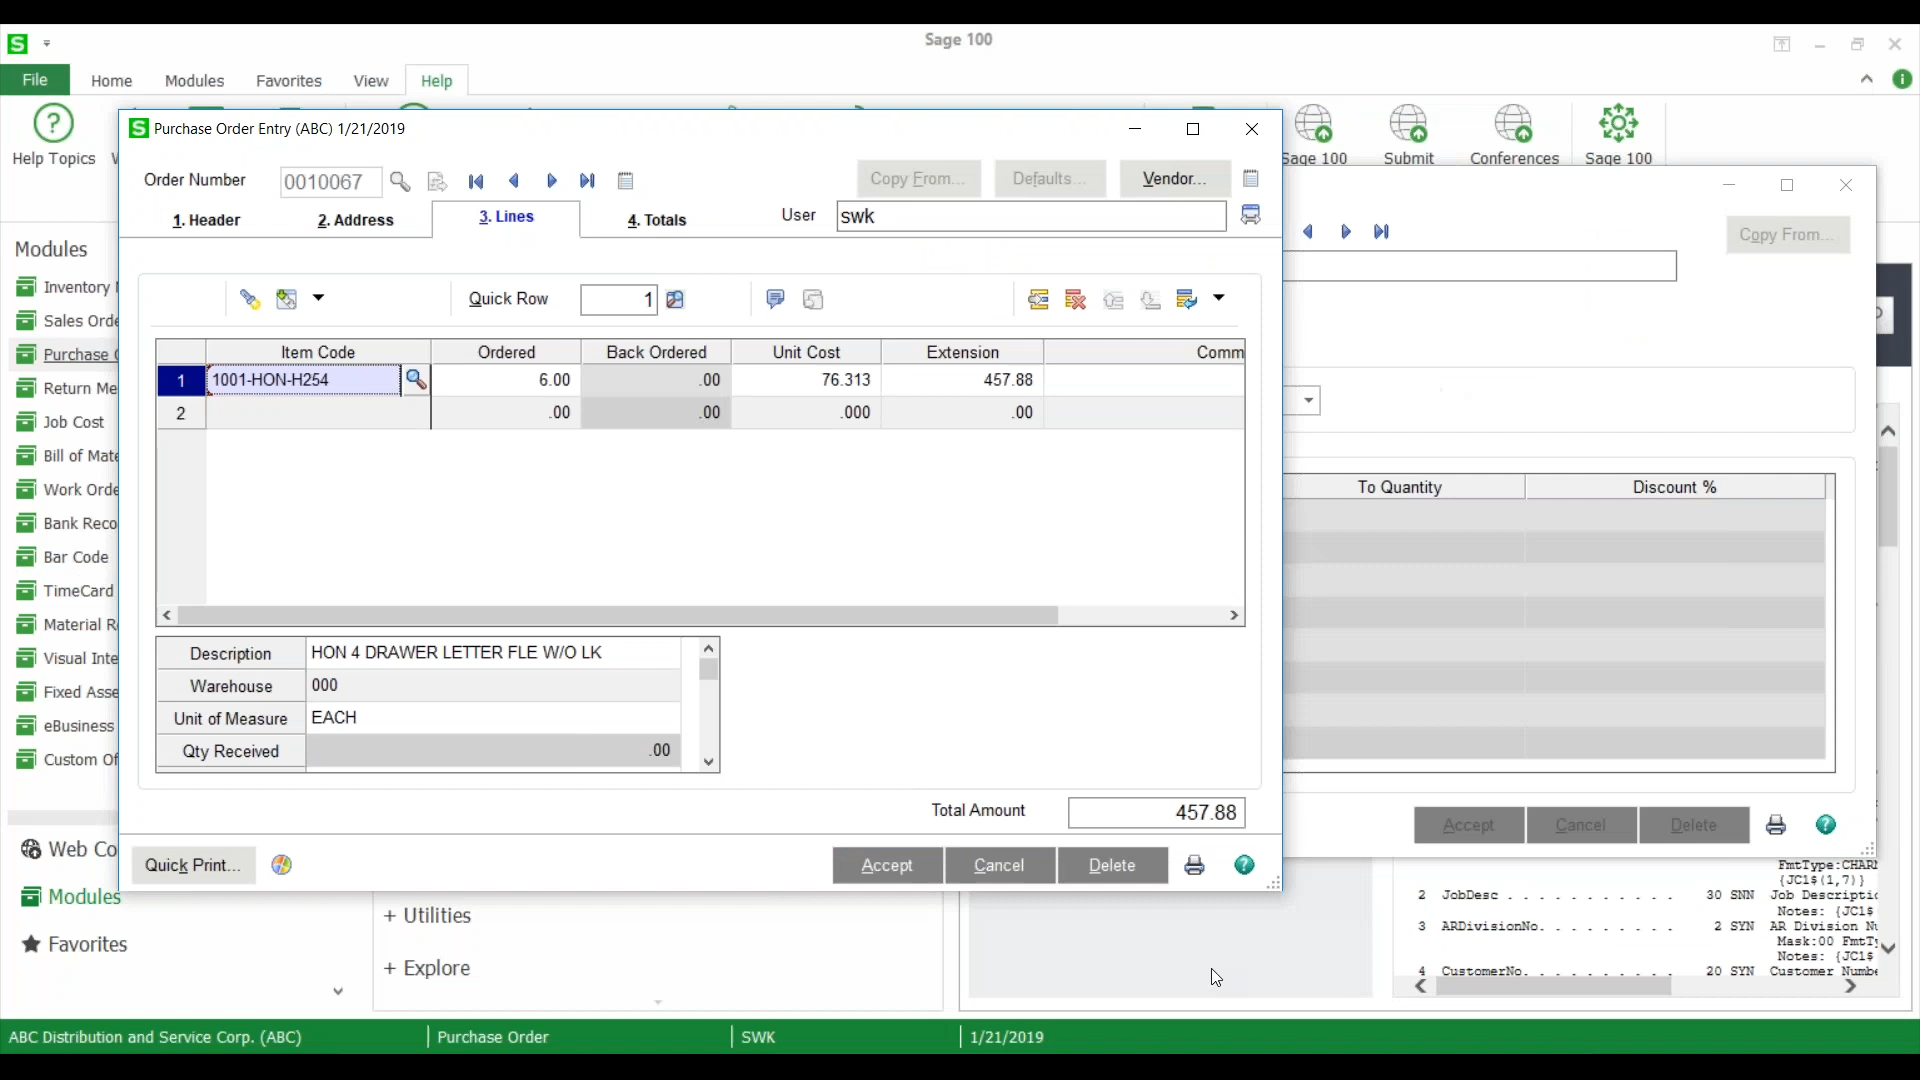 Sage 100
File
Home
Modules
Favorites
View
Help
Help Topics
Sage 100
Submit
Conferences
Sage 100
Purchase Order Entry (ABC) 1/21/2019
Order Number
0010067
Copy From...
Defaults...
Vendor...
1. Header
2. Address
3. Lines
4. Totals
User
swk
Copy From...
Modules
Inventory
Sales Orde
Purchase
Return Me
Job Cost
Bill of Mate
Work Orde
Bank Reco
Bar Code
TimeCard
Material R
Visual Inte
Fixed Asse
eBusiness
Custom Of
Quick Row
1
Item Code
Ordered
Back Ordered
Unit Cost
Extension
Comm
1
1001-HON-H254
6.00
.00
76.313
457.88
2
.00
.00
.000
.00
Description
HON 4 DRAWER LETTER FLE W/O LK
Warehouse
000
Unit of Measure
EACH
Qty Received
.00
Total Amount
457.88
Quick Print...
Accept
Cancel
Delete
To Quantity
Discount %
Accept
Cancel
Delete
Web Co
Modules
Favorites
+ Utilities
+ Explore
FmtType:CHAR
{JC1$(1,7)}
2 JobDesc . . . . . . . . . . . 30 SNN Job Descriptio
Notes: {JC1$
3 ARDivisionNo. . . . . . . . . 2 SYN AR Division Nu
Mask:00 FmtTy
Notes: {JC1$
4 CustomerNo. . . . . . . . . . 20 SYN Customer Numbe
ABC Distribution and Service Corp. (ABC)
Purchase Order
SWK
1/21/2019